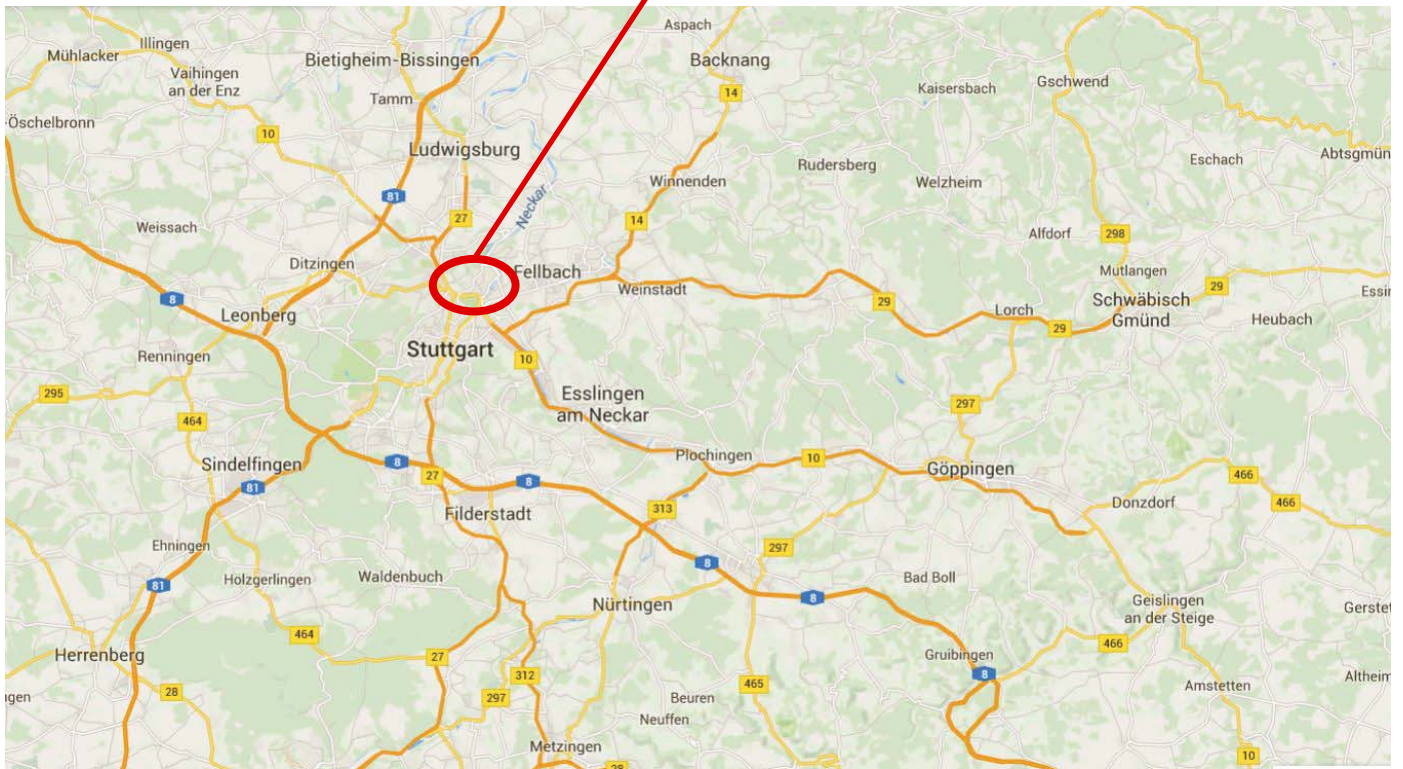 Aspach
Illingen
Mühlacker
Bietigheim-Bissingen
Backnang
Vaihingen
an der Enz
Gschwend
Kaisersbach
14
Tamm
-Öschelbronn
10
Ludwigsburg
Rudersberg
Eschach
Abtsgmün
Winnenden
Welzheim
81
Neckar
27
14
Weissach
Alfdorf
298
Ditzingen
Fellbach
Mutlangen
Weinstadt
29
8
29
Schwäbisch
Gmünd
Essin
Leonberg
Lorch
29
Heubach
Stuttgart
Renningen
10
295
Esslingen
am Neckar
297
464
Plochingen
10
Sindelfingen
8
27
Göppingen
466
8
81
Donzdorf
466
Filderstadt
313
Ehningen
297
8
Holzgerlingen
Waldenbuch
Bad Boll
81
8
Nürtingen
Geislingen
an der Steige
Gerstet
464
466
Herrenberg
27
Gruibingen
312
8
Altheim
28
297
465
Amstetten
ngen
Beuren
Neuffen
Metzingen
10
28